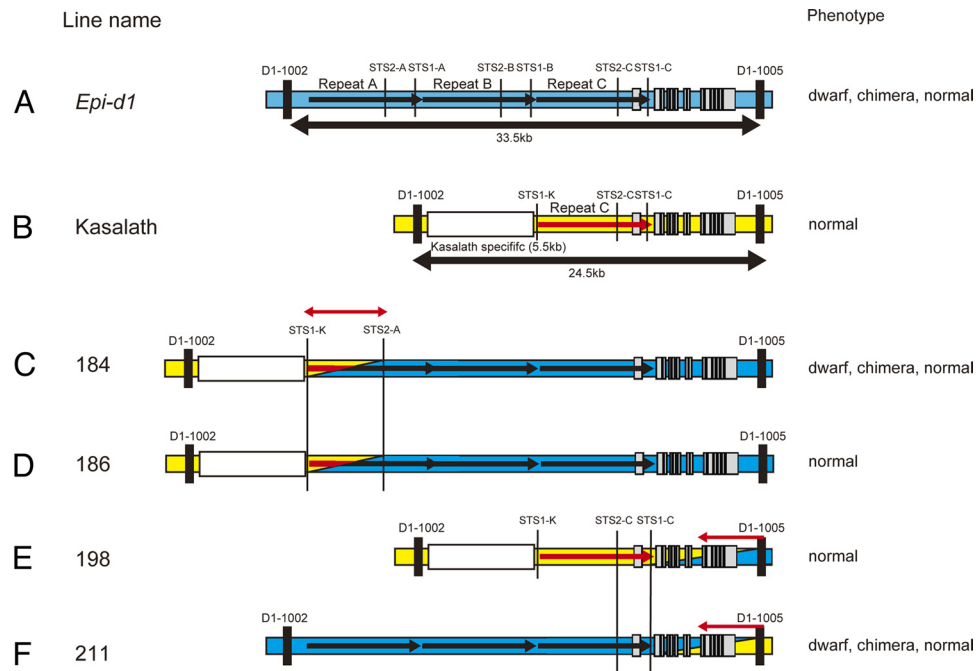 Line name
Phenotype
D1-1002
STS2-A STS1-A
STS2-B STS1-B
STS2-C STS1-C
D1-1005
A
Epi-d1
Repeat A
Repeat B
Repeat C
dwarf, chimera, normal
33.5kb
D1-1002
STS1-K
STS2-C STS1-C
D1-1005
B
Kasalath
Repeat C
normal
Kasalath specififc (5.5kb)
24.5kb
D1-1002
STS1-K
STS2-A
D1-1005
C
184
dwarf, chimera, normal
D1-1002
D1-1005
D
186
normal
D1-1002
STS1-K
STS2-C
STS1-C
D1-1005
E
198
normal
D1-1002
D1-1005
F
211
dwarf, chimera, normal